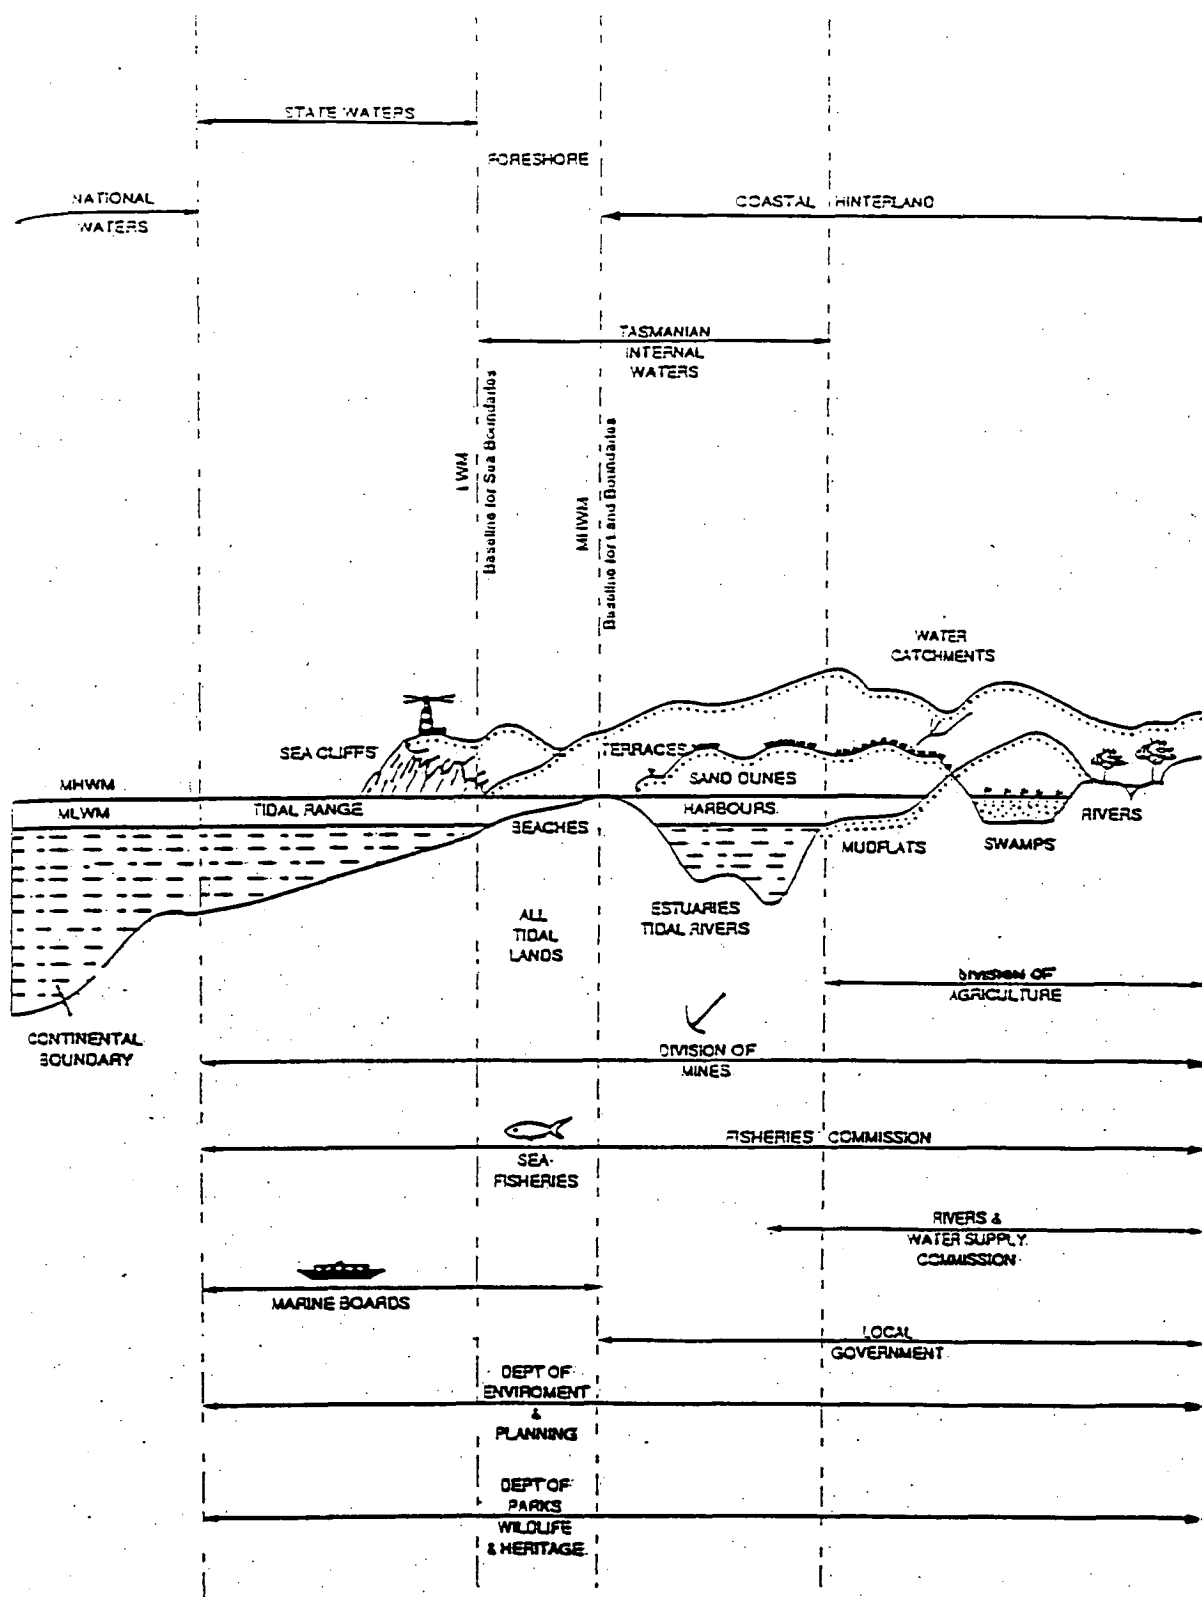 STATE WATERS
FORESHORE
NATIONAL
WATERS
COASTAL HINTERLAND
TASMANIAN
INTERNAL
WATERS
LWM
Baseline for Sea Boundaries
MHWM
Baseline for Land Boundaries
WATER
CATCHMENTS
SEA CLIFFS
TERRACES
SAND DUNES
MHWM
MLWM
TIDAL RANGE
BEACHES
HARBOURS
MUDFLATS
SWAMPS
RIVERS
ALL
TIDAL
LANDS
ESTUARIES
TIDAL RIVERS
DIVISION OF
AGRICULTURE
CONTINENTAL
BOUNDARY
DIVISION OF
MINES
FISHERIES COMMISSION
SEA
FISHERIES
RIVERS &
WATER SUPPLY
COMMISSION
MARINE BOARDS
LOCAL
GOVERNMENT
DEPT OF
ENVIROMENT
&
PLANNING
DEPT OF
PARKS
WILDLIFE
& HERITAGE